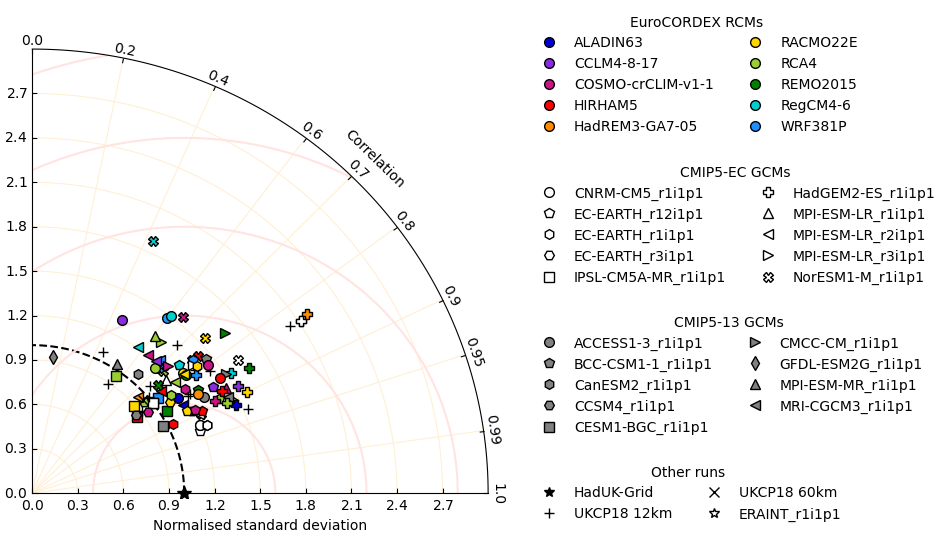 EuroCORDEX RCMs
ALADIN63
RACMO22E
CCLM4-8-17
RCA4
COSMO-crCLIM-v1-1
REMO2015
HIRHAM5
RegCM4-6
HadREM3-GA7-05
WRF381P
CMIP5-EC GCMs
CNRM-CM5_r1i1p1
HadGEM2-ES_r1i1p1
EC-EARTH_r12i1p1
MPI-ESM-LR_r1i1p1
EC-EARTH_r1i1p1
MPI-ESM-LR_r2i1p1
EC-EARTH_r3i1p1
MPI-ESM-LR_r3i1p1
IPSL-CM5A-MR_r1i1p1
NorESM1-M_r1i1p1
CMIP5-13 GCMs
ACCESS1-3_r1i1p1
CMCC-CM_r1i1p1
BCC-CSM1-1_r1i1p1
GFDL-ESM2G_r1i1p1
CanESM2_r1i1p1
MPI-ESM-MR_r1i1p1
CCSM4_r1i1p1
MRI-CGCM3_r1i1p1
CESM1-BGC_r1i1p1
Other runs
HadUK-Grid
UKCP18 60km
UKCP18 12km
ERAINT_r1i1p1
0.0
0.2
0.4
0.6
0.7
0.8
0.9
0.95
0.99
1.0
Correlation
2.7
2.4
2.1
1.8
1.5
1.2
0.9
0.6
0.3
0.0
0.0 0.3 0.6 0.9 1.2 1.5 1.8 2.1 2.4 2.7
Normalised standard deviation